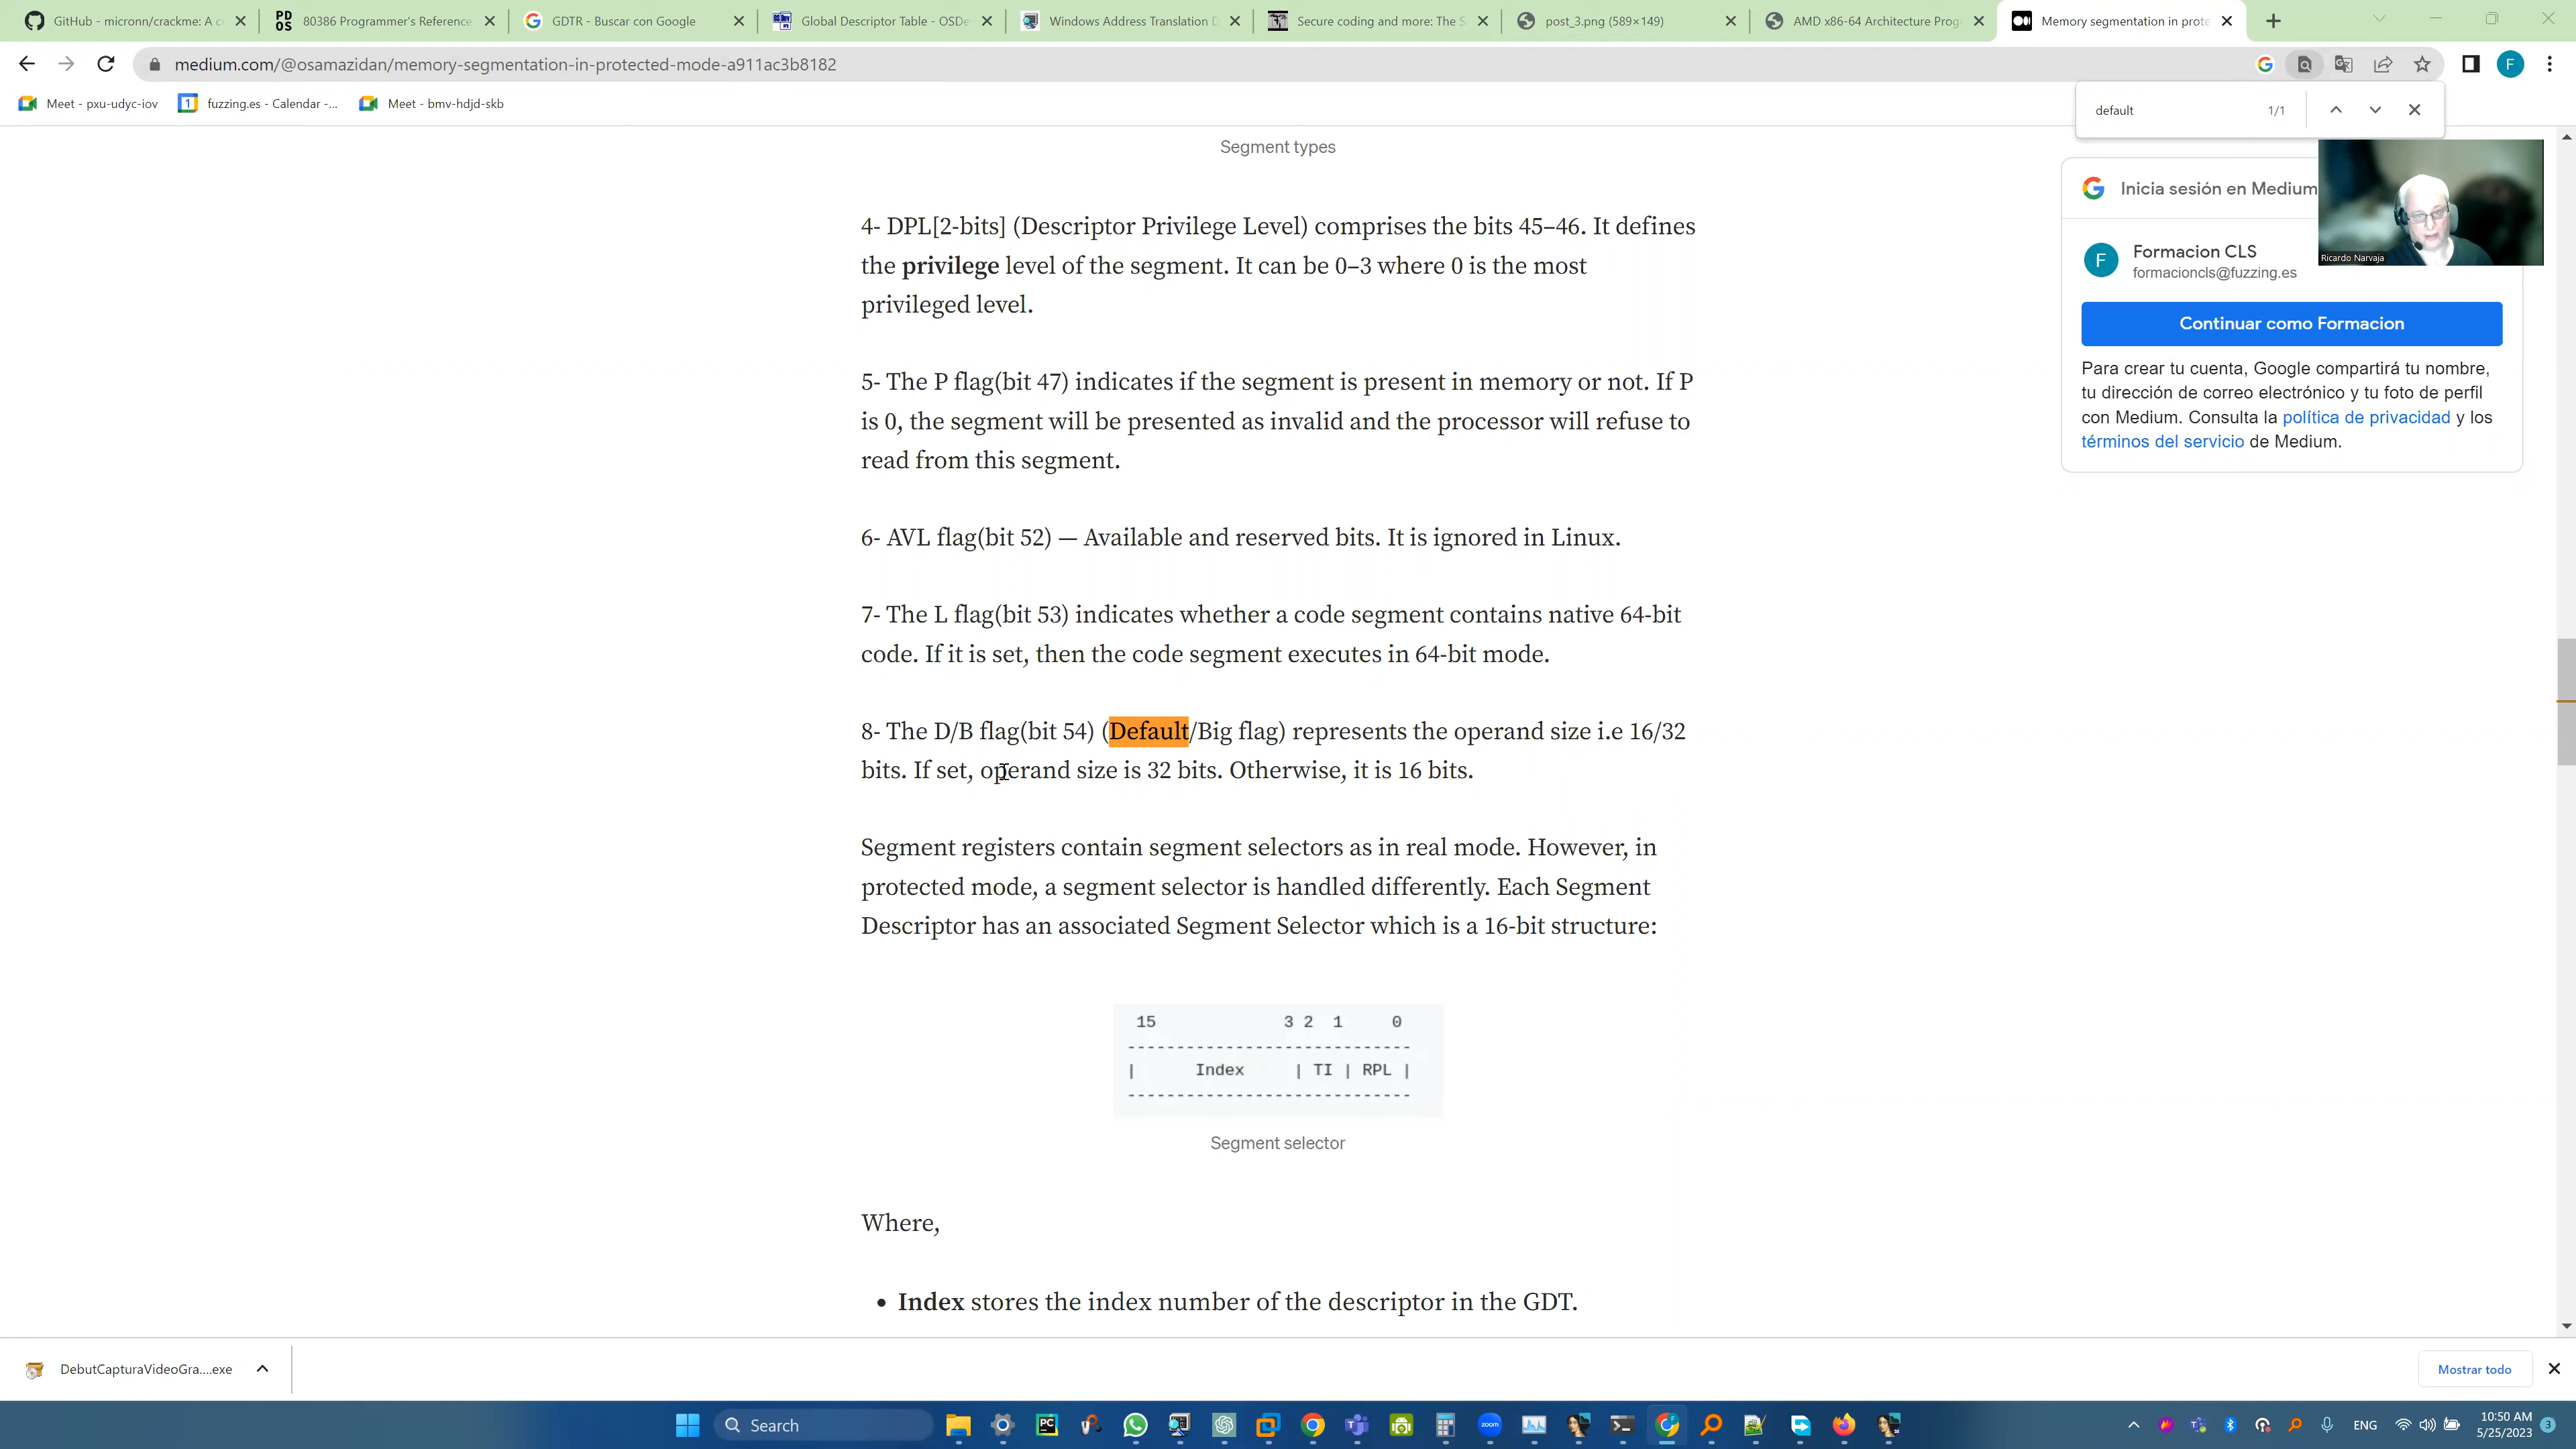 GitHub - micronn/crackme: A c
80386 Programmer's Reference
GDTR - Buscar con Google
Global Descriptor Table - OSDe
Windows Address Translation D
Secure coding and more: The S
post_3.png (589×149)
AMD x86-64 Architecture Prog
Memory segmentation in prote
medium.com/@osamazidan/memory-segmentation-in-protected-mode-a911ac3b8182
F
Meet - pxu-udyc-iov
fuzzing.es - Calendar -...
Meet - bmv-hdjd-skb
default 1/1
Segment types
Inicia sesión en Medium
Ricardo Narvaja
F
Formacion CLS
formacioncls@fuzzing.es
Continuar como Formacion
Para crear tu cuenta, Google compartirá tu nombre,
tu dirección de correo electrónico y tu foto de perfil
con Medium. Consulta la política de privacidad y los
términos del servicio de Medium.
4- DPL[2-bits] (Descriptor Privilege Level) comprises the bits 45–46. It defines
the privilege level of the segment. It can be 0–3 where 0 is the most
privileged level.
5- The P flag(bit 47) indicates if the segment is present in memory or not. If P
is 0, the segment will be presented as invalid and the processor will refuse to
read from this segment.
6- AVL flag(bit 52) — Available and reserved bits. It is ignored in Linux.
7- The L flag(bit 53) indicates whether a code segment contains native 64-bit
code. If it is set, then the code segment executes in 64-bit mode.
8- The D/B flag(bit 54) (Default/Big flag) represents the operand size i.e 16/32
bits. If set, operand size is 32 bits. Otherwise, it is 16 bits.
Segment registers contain segment selectors as in real mode. However, in
protected mode, a segment selector is handled differently. Each Segment
Descriptor has an associated Segment Selector which is a 16-bit structure:
15 3 2 1 0
-----------------------------
| Index | TI | RPL |
-----------------------------
Segment selector
Where,
• Index stores the index number of the descriptor in the GDT.
DebutCapturaVideoGra....exe
Mostrar todo
Search
ENG
10:50 AM
5/25/2023
3